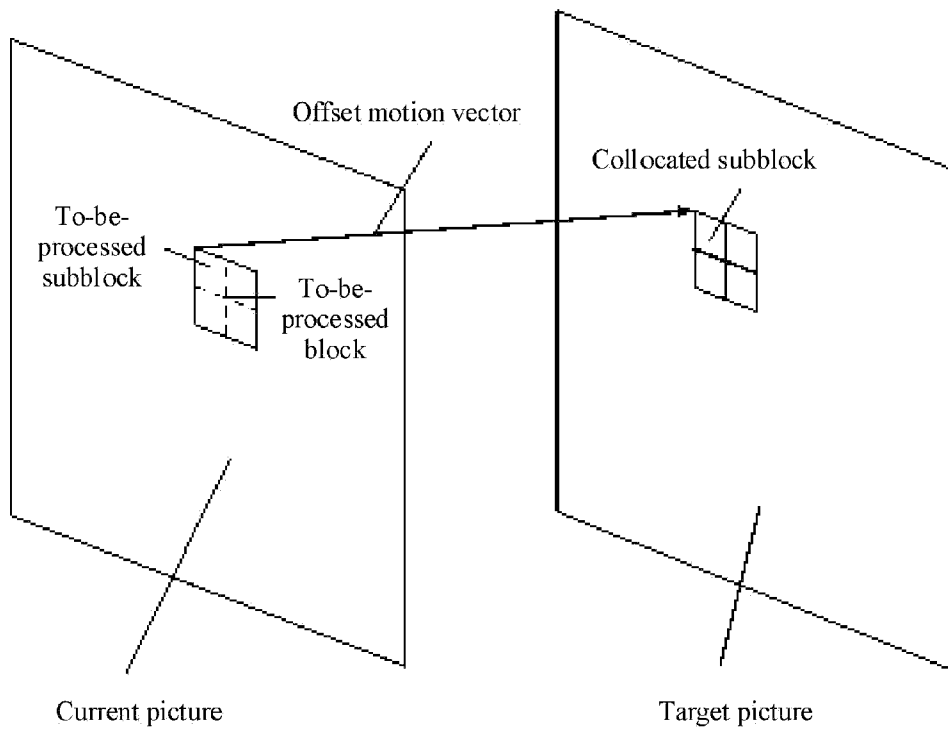 Offset motion vector
Collocated subblock
To-be-
processed
subblock
To-be-
processed
block
Current picture
Target picture